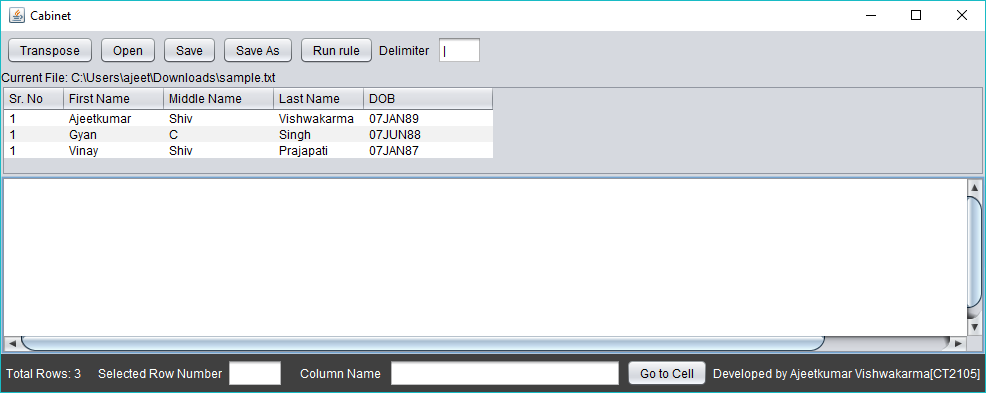 Cabinet
Transpose Open Save Save As Run rule Delimiter |
Current File: C:\Users\ajeet\Downloads\sample.txt
Sr. No First Name Middle Name Last Name DOB
1 Ajeetkumar Shiv Vishwakarma 07JAN89
1 Gyan C Singh 07JUN88
1 Vinay Shiv Prajapati 07JAN87
Total Rows: 3 Selected Row Number Column Name Go to Cell Developed by Ajeetkumar Vishwakarma[CT2105]